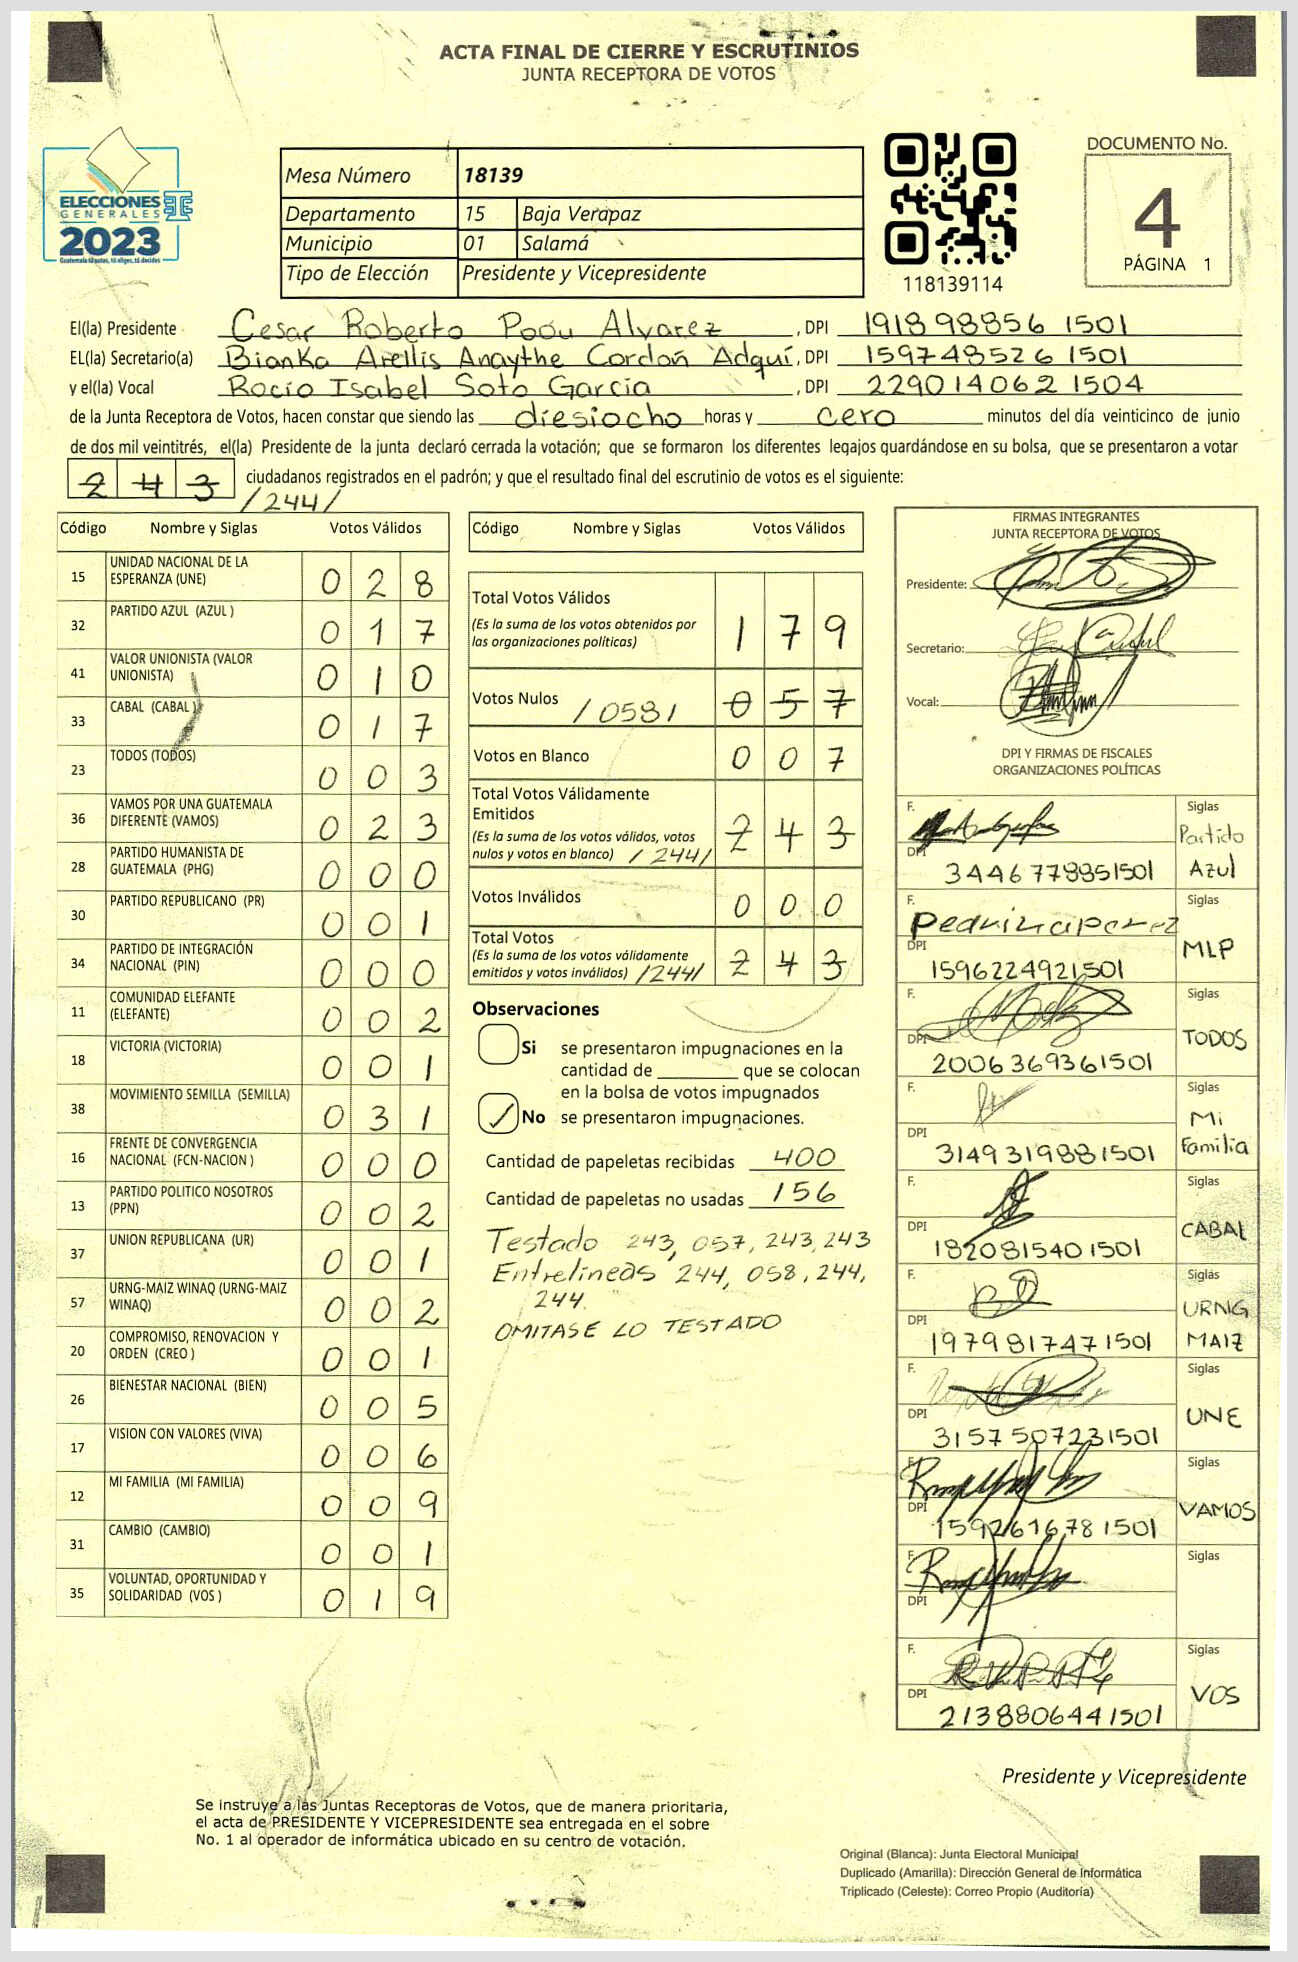 ACTA FINAL DE CIERRE Y ESCRUTINIOS
JUNTA RECEPTORA DE VOTOS
ELECCIONES
GENERALES
2023
Guatemala tú gotas, tú eliges, tú decides
Mesa Número 18139
Departamento 15 Baja Verapaz
Municipio 01 Salamá
Tipo de Elección Presidente y Vicepresidente
118139114
DOCUMENTO No.
4
PÁGINA 1
El(la) Presidente Cesar Roberto Poou Alvarez, DPI 191898856 1501
EL(la) Secretario(a) Bianka Arellis Anaythe Cordon Adquí, DPI 159748526 1501
y el(la) Vocal Rocío Isabel Soto García, DPI 229014062 1504
de la Junta Receptora de Votos, hacen constar que siendo las diesiocho horas y cero minutos del día veinticinco de junio
de dos mil veintitrés, el(la) Presidente de la junta declaró cerrada la votación; que se formaron los diferentes legajos guardándose en su bolsa, que se presentaron a votar
243 ciudadanos registrados en el padrón; y que el resultado final del escrutinio de votos es el siguiente:
/244/
Código Nombre y Siglas Votos Válidos
15 UNIDAD NACIONAL DE LA ESPERANZA (UNE) 0 2 8
32 PARTIDO AZUL (AZUL ) 0 1 7
41 VALOR UNIONISTA (VALOR UNIONISTA) 0 1 0
33 CABAL (CABAL ) 0 1 7
23 TODOS (TODOS) 0 0 3
36 VAMOS POR UNA GUATEMALA DIFERENTE (VAMOS) 0 2 3
28 PARTIDO HUMANISTA DE GUATEMALA (PHG) 0 0 0
30 PARTIDO REPUBLICANO (PR) 0 0 1
34 PARTIDO DE INTEGRACIÓN NACIONAL (PIN) 0 0 0
11 COMUNIDAD ELEFANTE (ELEFANTE) 0 0 2
18 VICTORIA (VICTORIA) 0 0 1
38 MOVIMIENTO SEMILLA (SEMILLA) 0 3 1
16 FRENTE DE CONVERGENCIA NACIONAL (FCN-NACION ) 0 0 0
13 PARTIDO POLITICO NOSOTROS (PPN) 0 0 2
37 UNION REPUBLICANA (UR) 0 0 1
57 URNG-MAIZ WINAQ (URNG-MAIZ WINAQ) 0 0 2
20 COMPROMISO, RENOVACION Y ORDEN (CREO ) 0 0 1
26 BIENESTAR NACIONAL (BIEN) 0 0 5
17 VISION CON VALORES (VIVA) 0 0 6
12 MI FAMILIA (MI FAMILIA) 0 0 9
31 CAMBIO (CAMBIO) 0 0 1
35 VOLUNTAD, OPORTUNIDAD Y SOLIDARIDAD (VOS ) 0 1 9
Código Nombre y Siglas Votos Válidos
Total Votos Válidos 1 7 9
(Es la suma de los votos obtenidos por
las organizaciones políticas)
Votos Nulos /058/ 0 5 7
Votos en Blanco 0 0 7
Total Votos Válidamente
Emitidos 2 4 3
(Es la suma de los votos válidos, votos
nulos y votos en blanco) /244/
Votos Inválidos 0 0 0
Total Votos
(Es la suma de los votos válidamente
emitidos y votos inválidos) /244/ 2 4 3
Observaciones
Si se presentaron impugnaciones en la
cantidad de ________ que se colocan
en la bolsa de votos impugnados
No se presentaron impugnaciones.
Cantidad de papeletas recibidas 400
Cantidad de papeletas no usadas 156
Testado 243, 057, 243, 243
Entrelineas 244, 058, 244,
244.
OMITASE LO TESTADO
FIRMAS INTEGRANTES
JUNTA RECEPTORA DE VOTOS
Presidente:
Secretario:
Vocal:
DPI Y FIRMAS DE FISCALES
ORGANIZACIONES POLÍTICAS
F. Siglas
Partido
DPI 3446778851501 Azul
F. Siglas
DPI 1596224921501 MLP
F. Siglas
DPI 2006369361501 TODOS
F. Siglas
Mi
DPI 3149319881501 Familia
F. Siglas
DPI 1820815401501 CABAL
F. Siglas
URNG
DPI 1979817471501 MAIZ
F. Siglas
DPI 3157507231501 UNE
F. Siglas
DPI 1592616781501 VAMOS
F. Siglas
DPI
F. Siglas
DPI 2138806441501 VOS
Presidente y Vicepresidente
Se instruye a las Juntas Receptoras de Votos, que de manera prioritaria,
el acta de PRESIDENTE Y VICEPRESIDENTE sea entregada en el sobre
No. 1 al operador de informática ubicado en su centro de votación.
Original (Blanca): Junta Electoral Municipal
Duplicado (Amarilla): Dirección General de Informática
Triplicado (Celeste): Correo Propio (Auditoría)